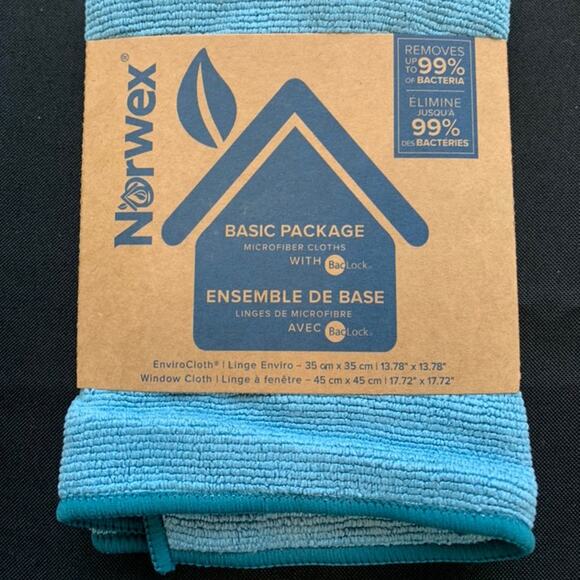 Norwex®
REMOVES
UP TO 99%
OF BACTERIA
ÉLIMINE
JUSQU'À
99%
DES BACTÉRIES
BASIC PACKAGE
MICROFIBER CLOTHS
WITH BacLock™
ENSEMBLE DE BASE
LINGES DE MICROFIBRE
AVEC BacLock™
EnviroCloth® | Linge Enviro – 35 cm x 35 cm | 13.78" x 13.78"
Window Cloth | Linge à fenêtre – 45 cm x 45 cm | 17.72" x 17.72"